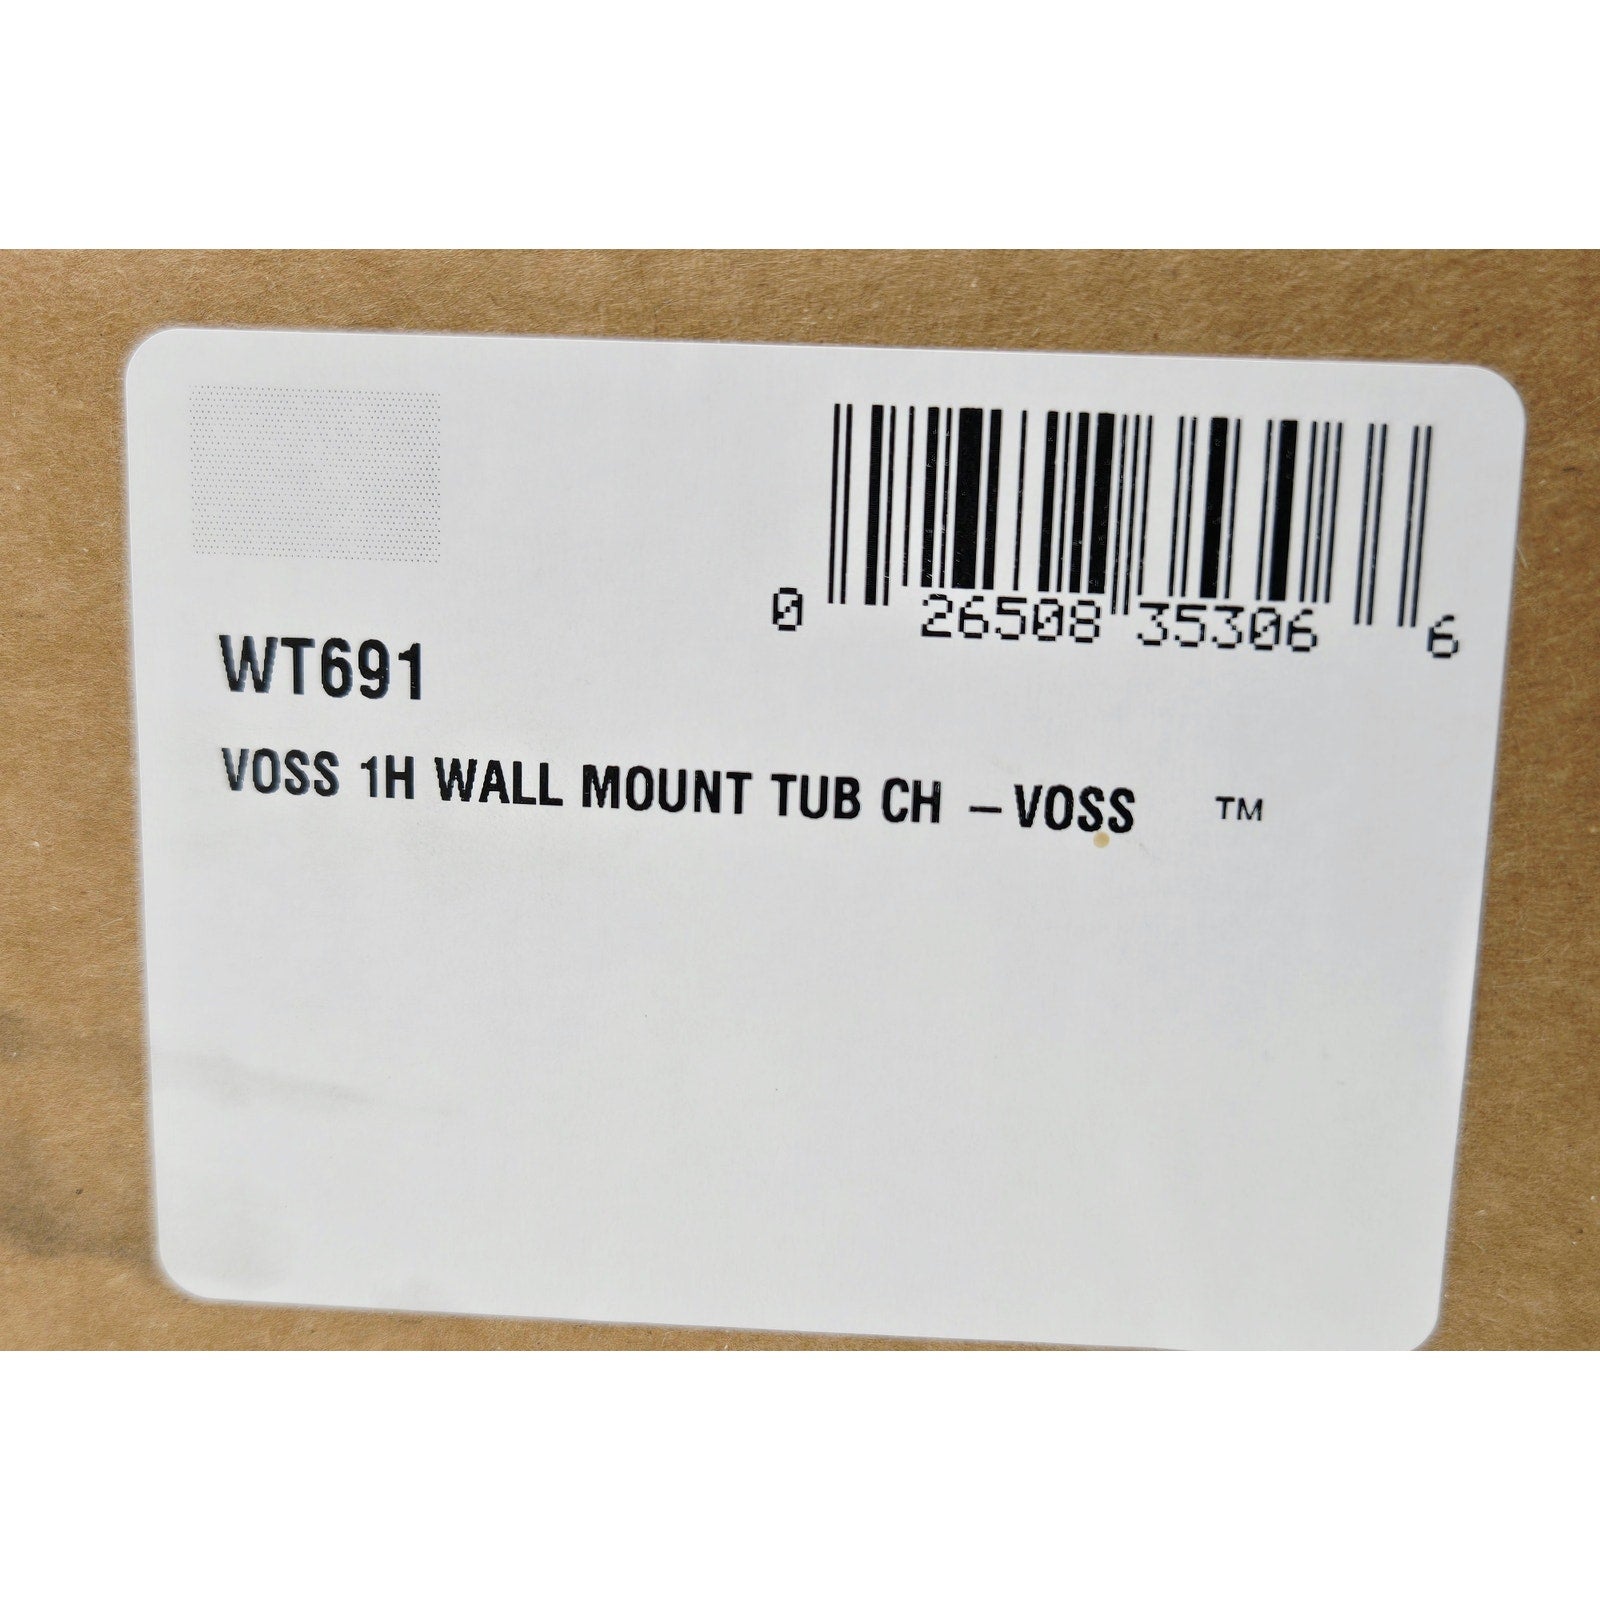 0 26508 35306 6
WT691
VOSS 1H WALL MOUNT TUB CH – VOSS ™